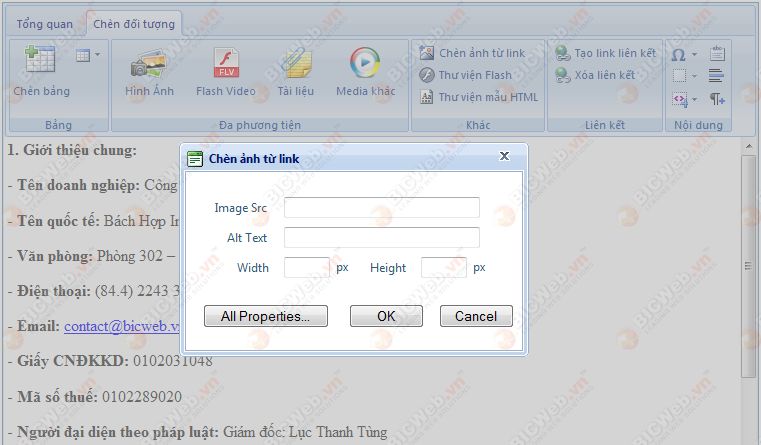 Tổng quan Chèn đối tượng
Chèn bảng
Hình Ảnh
FLV
Flash Video
Tài liệu
Media khác
Chèn ảnh từ link
Thư viện Flash
Thư viện mẫu HTML
Tạo link liên kết
Xóa liên kết
Bảng Đa phương tiện Khác Liên kết Nội dung
1. Giới thiệu chung:
- Tên doanh nghiệp: Công
- Tên quốc tế: Bách Hợp In
- Văn phòng: Phòng 302 –
- Điện thoại: (84.4) 2243 3
- Email: contact@bicweb.v
- Giấy CNĐKKD: 0102031048
- Mã số thuế: 0102289020
- Người đại diện theo pháp luật: Giám đốc: Lục Thanh Tùng
Chèn ảnh từ link
Image Src
Alt Text
Width px Height px
All Properties... OK Cancel
BICWeb.vn